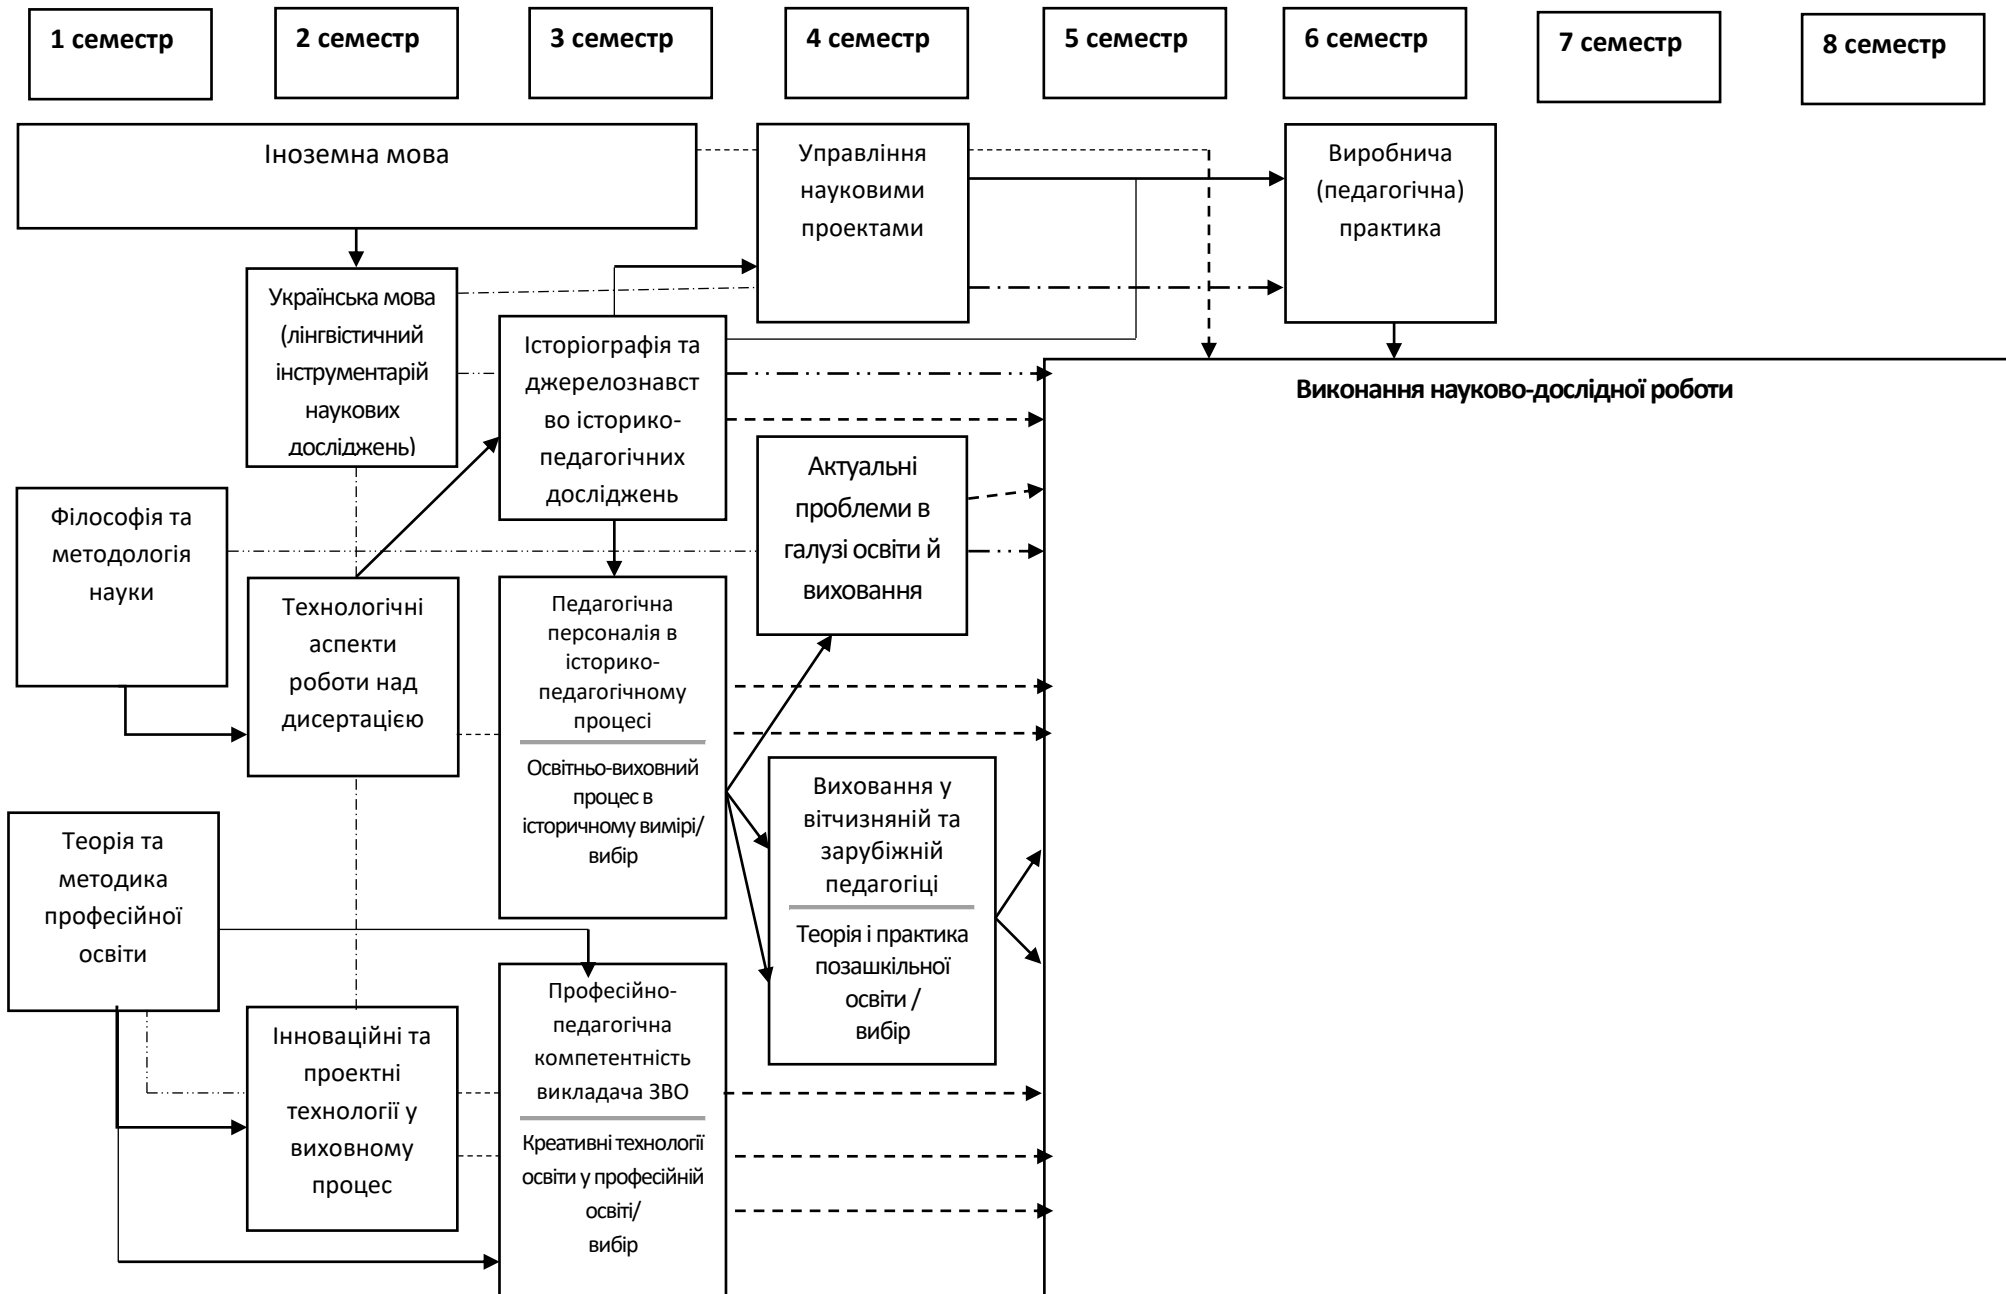 1 семестр
2 семестр
3 семестр
4 семестр
5 семестр
6 семестр
7 семестр
8 семестр
Іноземна мова
Управління
науковими
проектами
Виробнича
(педагогічна)
практика
Українська мова
(лінгвістичний
інструментарій
наукових
досліджень)
Історіографія та
джерелознавст
во історико-
педагогічних
досліджень
Виконання науково-дослідної роботи
Актуальні
проблеми в
галузі освіти й
виховання
Філософія та
методологія
науки
Технологічні
аспекти
роботи над
дисертацією
Педагогічна
персоналія в
історико-
педагогічному
процесі
Освітньо-виховний
процес в
історичному вимірі/
вибір
Виховання у
вітчизняній та
зарубіжній
педагогіці
Теорія і практика
позашкільної
освіти /
вибір
Теорія та
методика
професійної
освіти
Інноваційні та
проектні
технології у
виховному
процес
Професійно-
педагогічна
компетентність
викладача ЗВО
Креативні технології
освіти у професійній
освіті/
вибір